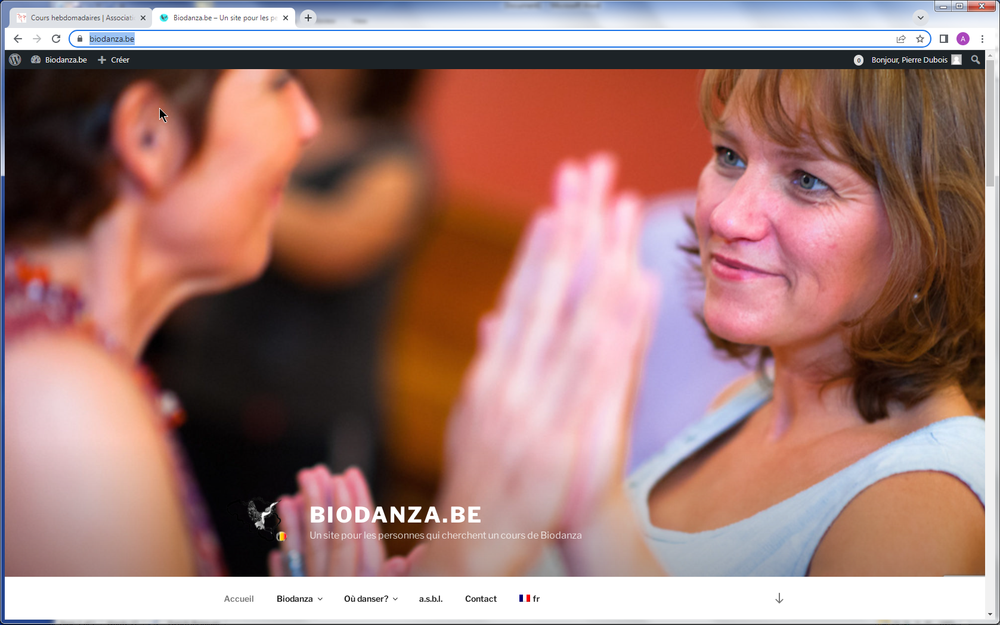 Cours hebdomadaires | Associati
Biodanza.be – Un site pour les pe
biodanza.be
A
Biodanza.be
Créer
0
Bonjour, Pierre Dubois
BIODANZA.BE
Un site pour les personnes qui cherchent un cours de Biodanza
Accueil
Biodanza
Où danser?
a.s.b.l.
Contact
fr